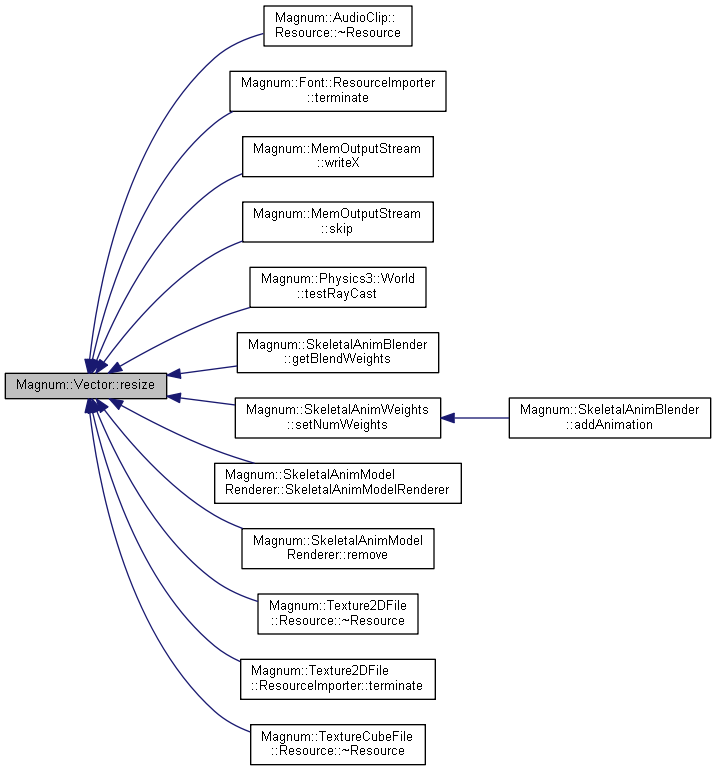 Magnum::AudioClip::
Resource::~Resource
Magnum::Font::ResourceImporter
::terminate
Magnum::MemOutputStream
::writeX
Magnum::MemOutputStream
::skip
Magnum::Physics3::World
::testRayCast
Magnum::SkeletalAnimBlender
::getBlendWeights
Magnum::Vector::resize
Magnum::SkeletalAnimWeights
::setNumWeights
Magnum::SkeletalAnimBlender
::addAnimation
Magnum::SkeletalAnimModel
Renderer::SkeletalAnimModelRenderer
Magnum::SkeletalAnimModel
Renderer::remove
Magnum::Texture2DFile
::Resource::~Resource
Magnum::Texture2DFile
::ResourceImporter::terminate
Magnum::TextureCubeFile
::Resource::~Resource